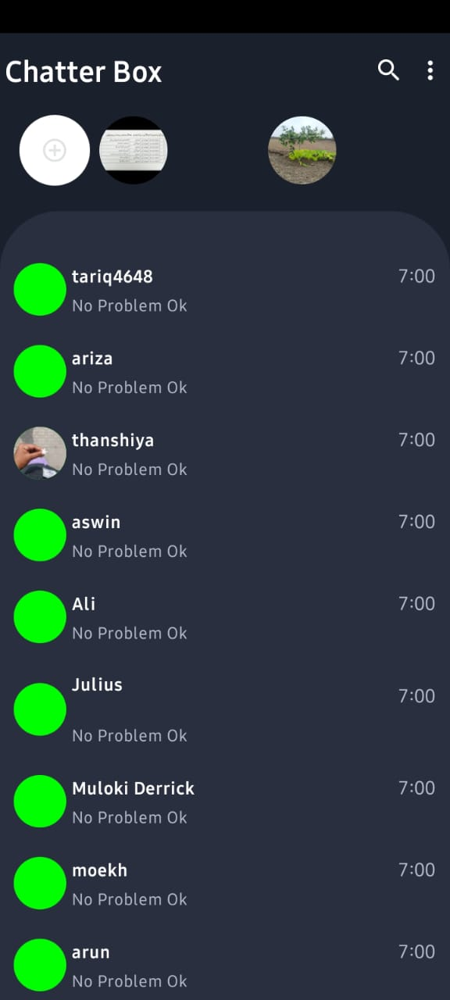 Chatter Box
tariq4648
7:00
No Problem Ok
ariza
7:00
No Problem Ok
thanshiya
7:00
No Problem Ok
aswin
7:00
No Problem Ok
Ali
7:00
No Problem Ok
Julius
7:00
No Problem Ok
Muloki Derrick
7:00
No Problem Ok
moekh
7:00
No Problem Ok
arun
7:00
No Problem Ok